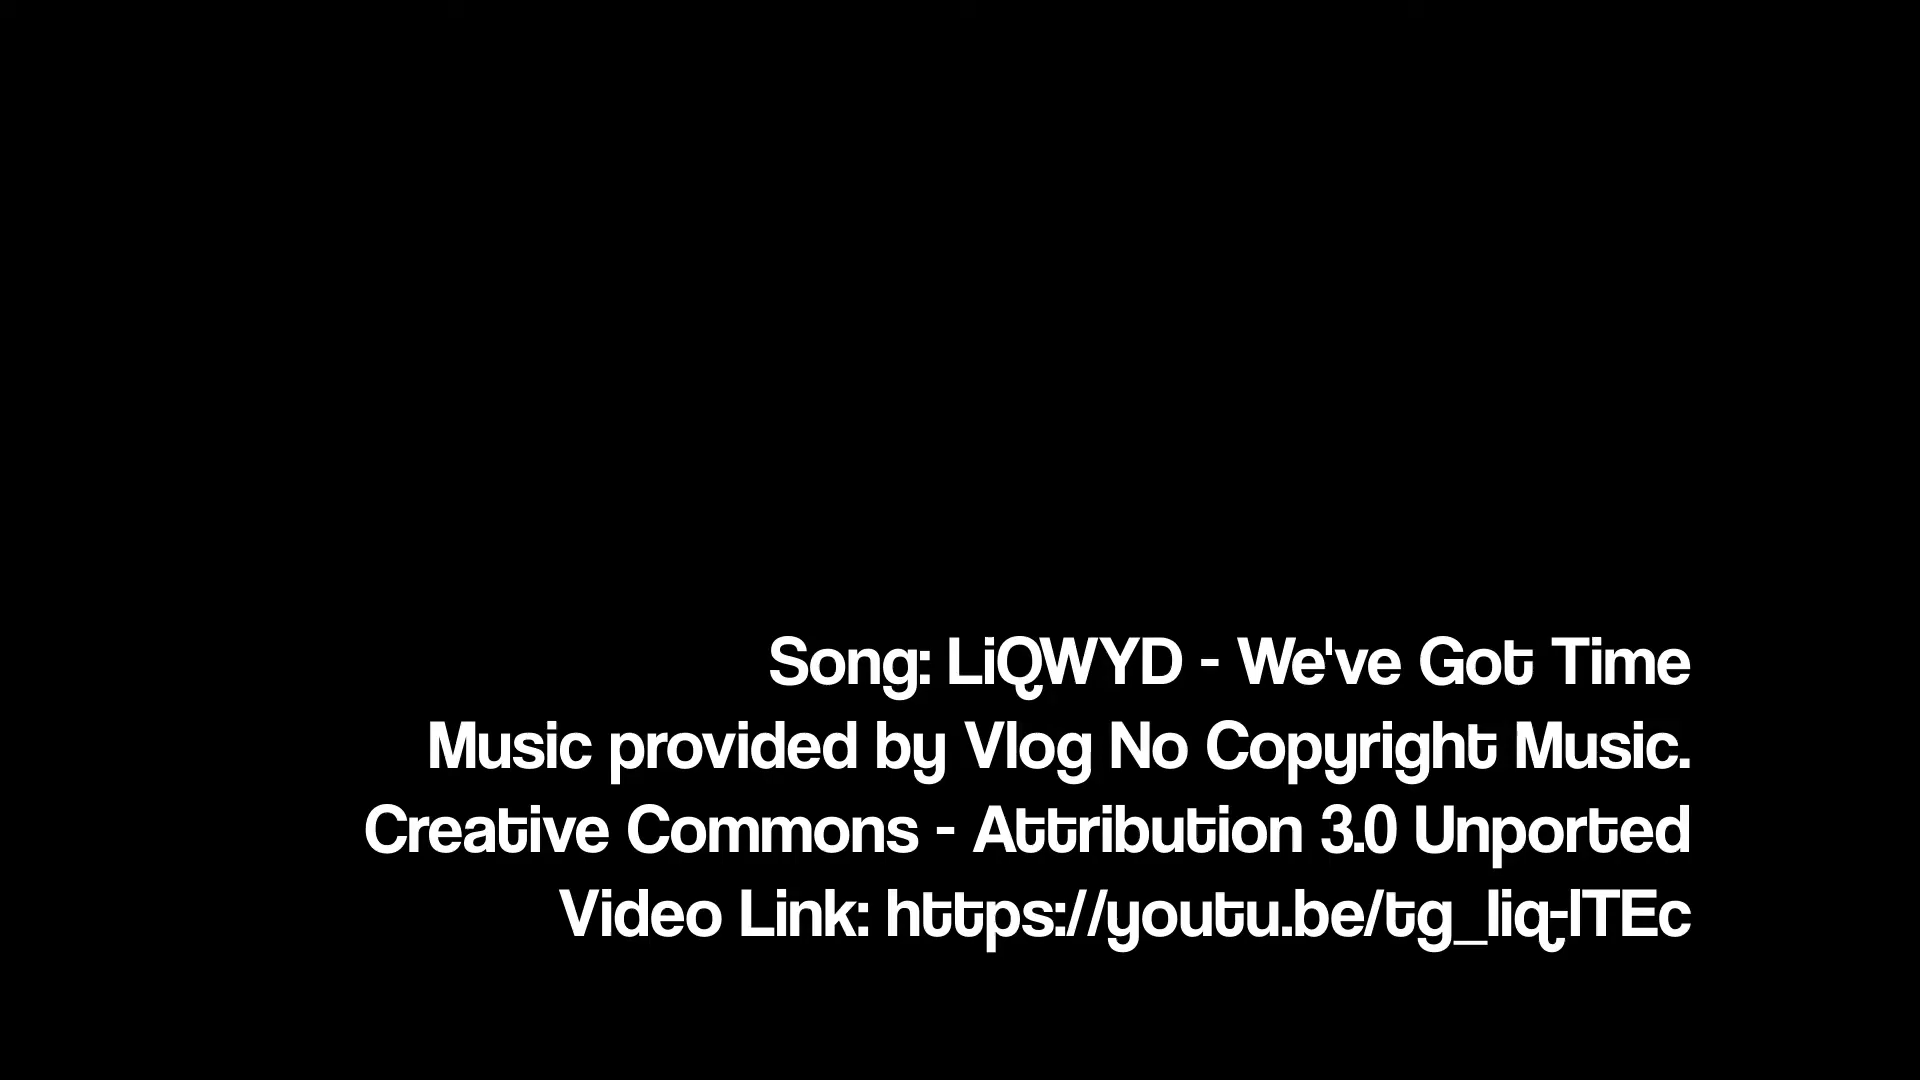 Song: LiQWYD - We've Got Time
Music provided by Vlog No Copyright Music.
Creative Commons - Attribution 3.0 Unported
Video Link: https://youtu.be/tg_liq-lTEc